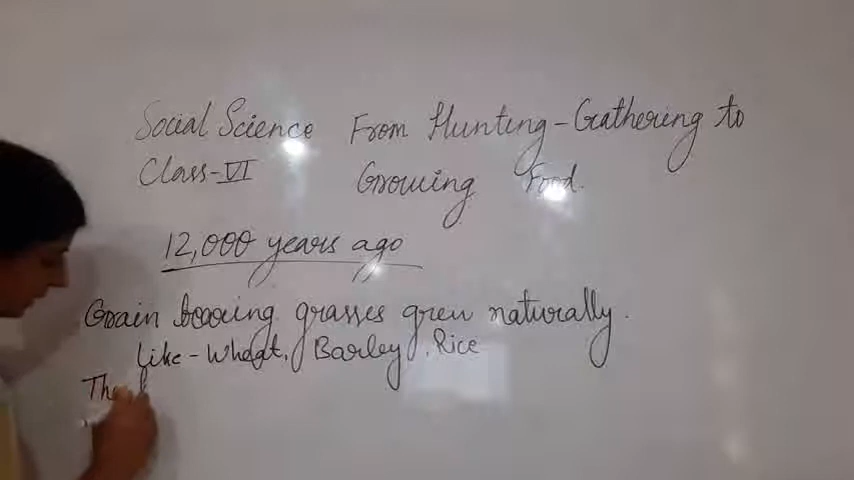 Social Science From Hunting-Gathering to
Class-VI Growing Food.
12,000 years ago
Grain bearing grasses grew naturally.
like - Wheat, Barley, Rice
The